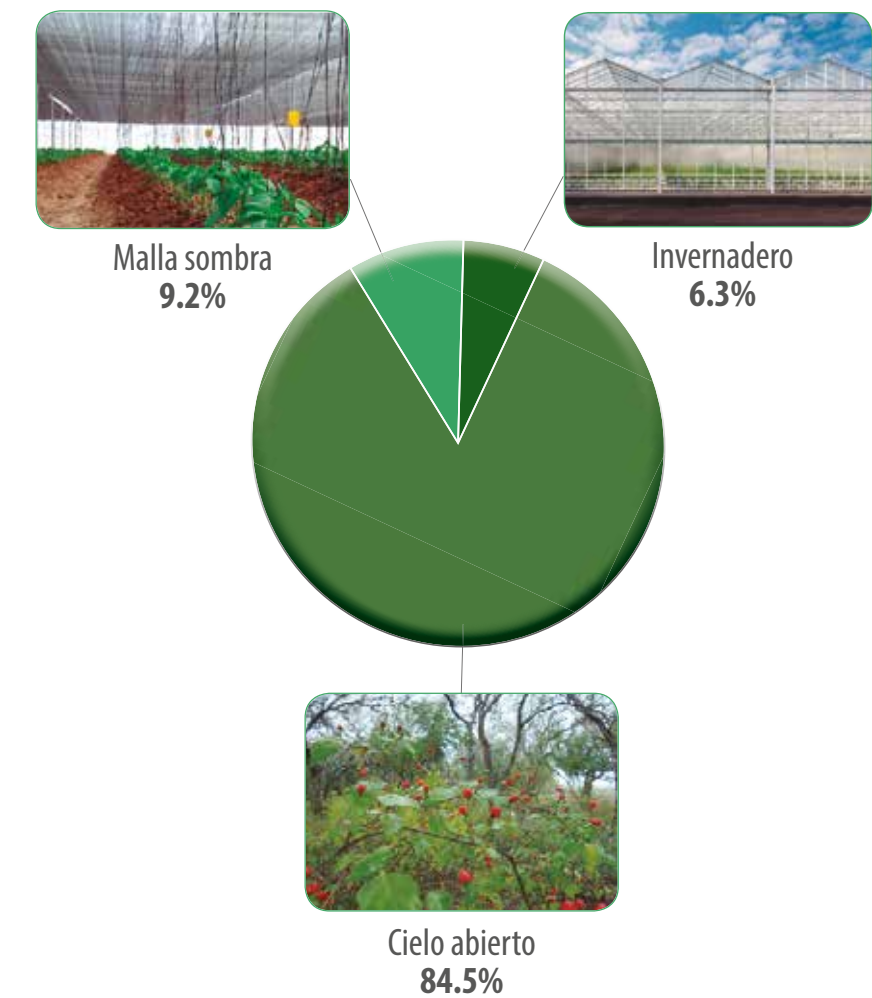 Malla sombra
9.2%
Invernadero
6.3%
Cielo abierto
84.5%